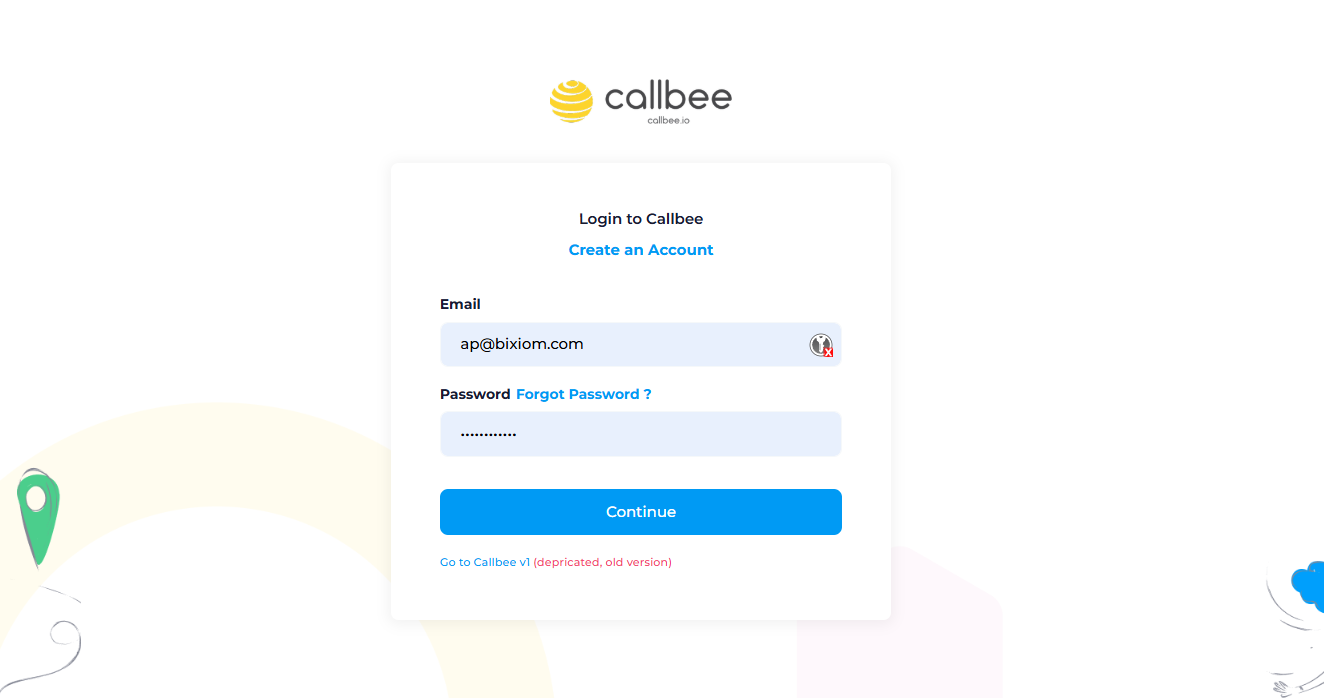 callbee
callbee.io
Login to Callbee
Create an Account
Email
ap@bixiom.com
Password Forgot Password ?
••••••••••••
Continue
Go to Callbee v1 (depricated, old version)